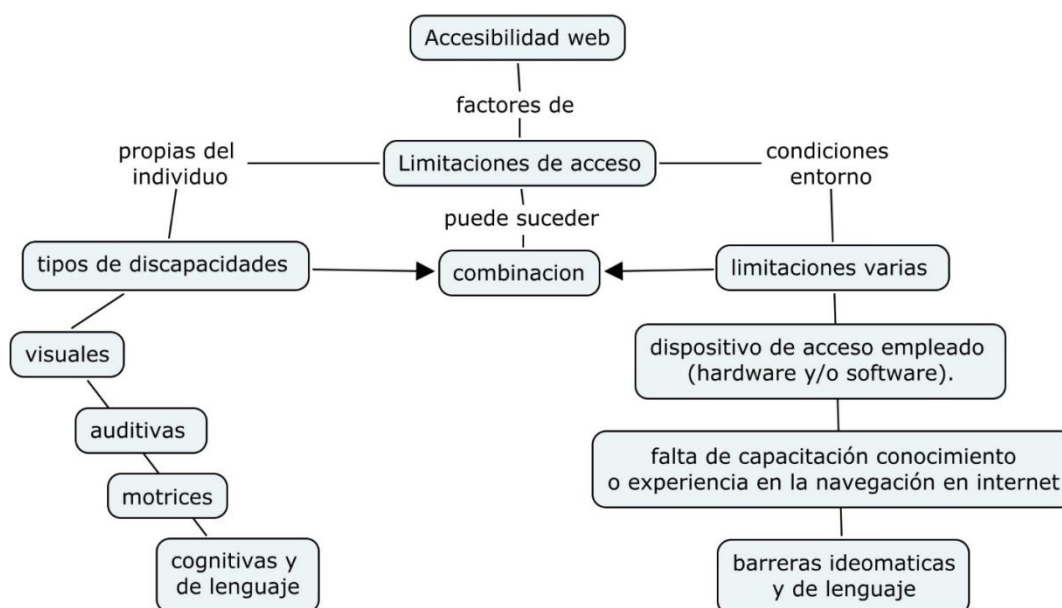 Accesibilidad web
factores de
propias del
individuo
Limitaciones de acceso
condiciones
entorno
puede suceder
tipos de discapacidades
combinacion
limitaciones varias
visuales
auditivas
motrices
cognitivas y
de lenguaje
dispositivo de acceso empleado
(hardware y/o software).
falta de capacitación conocimiento
o experiencia en la navegación en internet
barreras ideomaticas
y de lenguaje